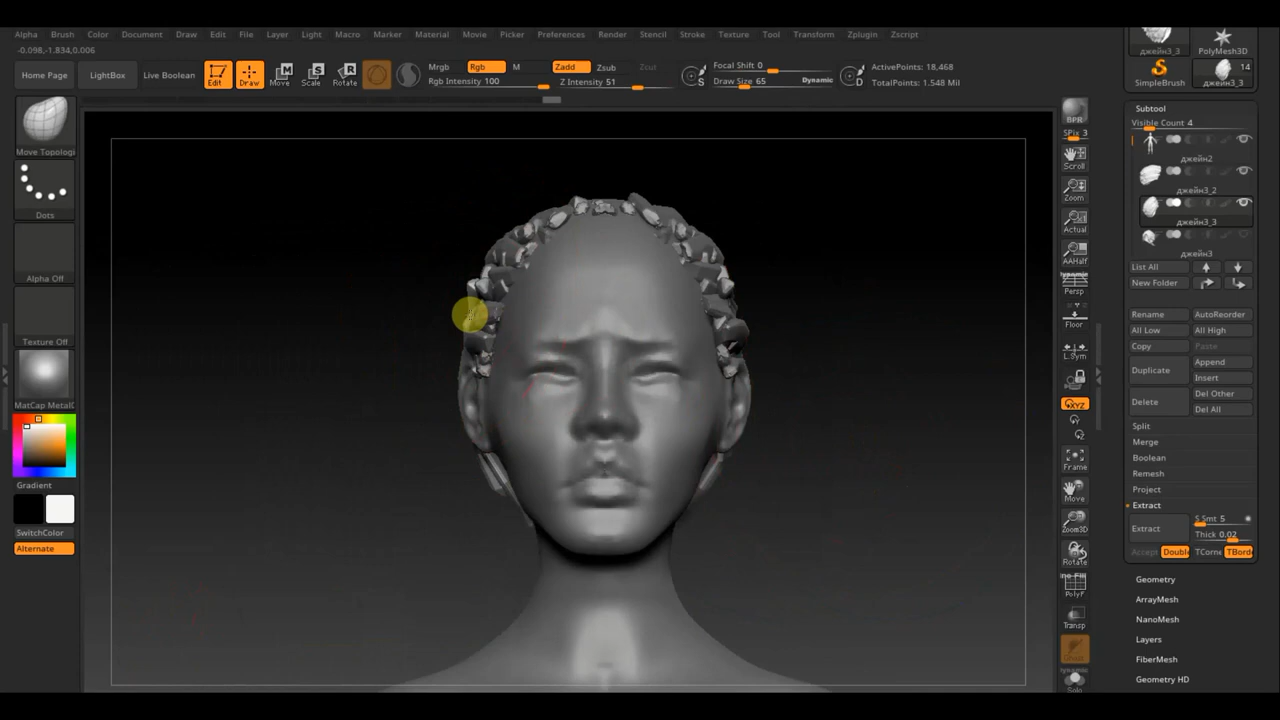 Alpha Brush Color Document Draw Edit File Layer Light Macro Marker Material Movie Picker Preferences Render Stencil Stroke Texture Tool Transform Zplugin Zscript
-0.098,-1.834,0.006
Home Page
LightBox
Live Boolean
Edit
Draw
Move
Scale
Rotate
Mrgb
Rgb
M
Rgb Intensity 100
Zadd
Zsub
Zcut
Z Intensity 51
S
Focal Shift 0
Draw Size 65
Dynamic
D
ActivePoints: 18,468
TotalPoints: 1.548 Mil
Move Topologi
Dots
Alpha Off
Texture Off
MatCap MetalC
Gradient
SwitchColor
Alternate
BPR
SPix 3
Scroll
Zoom
Actual
AAHalf
Dynamic
Persp
Floor
L.Sym
XYZ
Y
Z
Frame
Move
Zoom3D
Rotate
Line Fill
PolyF
Transp
Solo
джейн3_3
PolyMesh3D
SimpleBrush
14
джейн3_3
Subtool
Visible Count 4
джейн2
джейн3_2
джейн3_3
джейн3
List All
New Folder
Rename
AutoReorder
All Low
All High
Copy
Paste
Duplicate
Append
Insert
Delete
Del Other
Del All
Split
Merge
Boolean
Remesh
Project
Extract
Extract
S Smt 5
Thick 0.02
Accept
Double
TCorne
TBorde
Geometry
ArrayMesh
NanoMesh
Layers
FiberMesh
Geometry HD